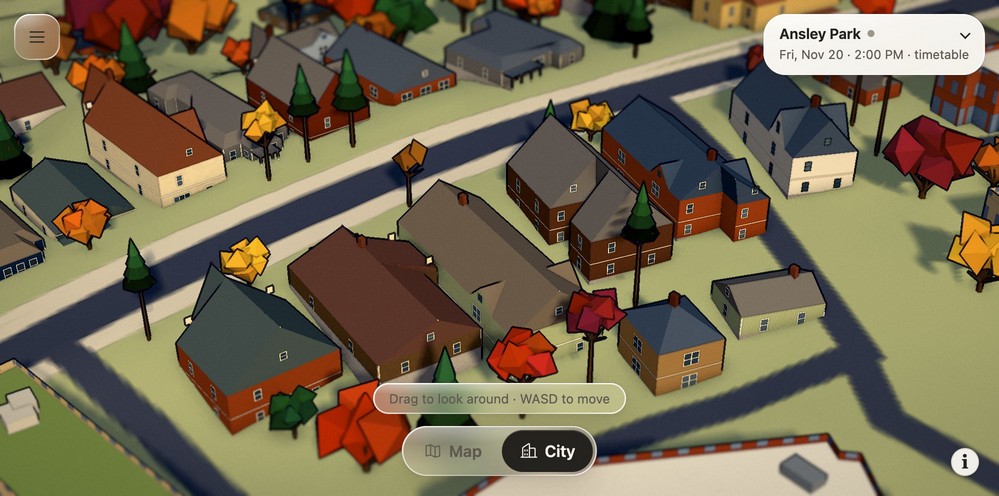 Ansley Park
Fri, Nov 20 · 2:00 PM · timetable
Drag to look around · WASD to move
Map
City
i